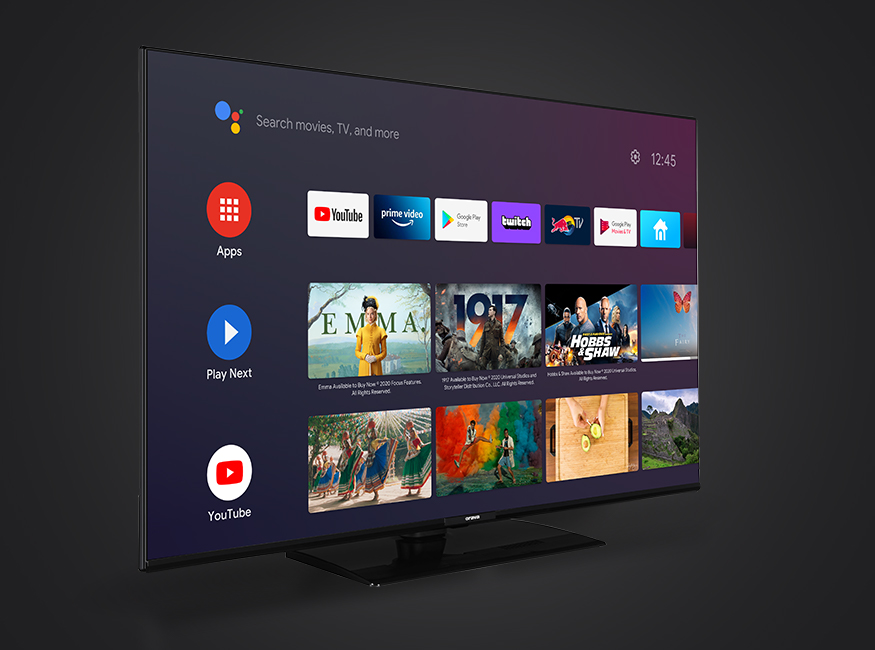 Search movies, TV, and more
12:45
Apps
YouTube
prime video
Google Play
Store
twitch
TV
Google Play
Movies & TV
Play Next
EMMA.
1917
HOBBS
& SHAW
Emma Available to Buy Now * 2020 Focus Features.
All Rights Reserved.
1917 Available to Buy Now * 2020 Universal Studios and
Storyteller Distribution Co., LLC. All Rights Reserved.
Hobbs & Shaw Available to Buy Now * 2020 Universal Studios.
All Rights Reserved.
YouTube